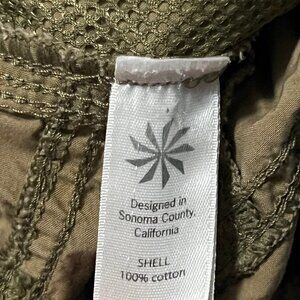 Designed in
Sonoma County,
California
SHELL
100% cotton